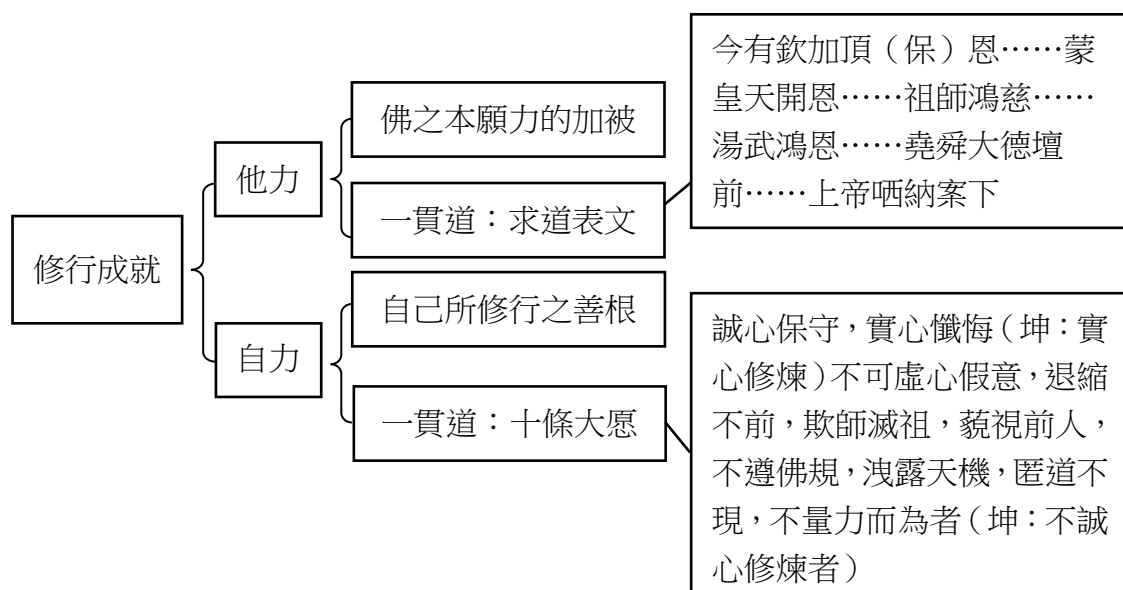 修行成就
他力
佛之本願力的加被
一貫道：求道表文
今有欽加頂（保）恩……蒙
皇天開恩……祖師鴻慈……
湯武鴻恩……堯舜大德壇
前……上帝哂納案下
自力
自己所修行之善根
一貫道：十條大愿
誠心保守，實心懺悔（坤：實
心修煉）不可虛心假意，退縮
不前，欺師滅祖，藐視前人，
不遵佛規，洩露天機，匿道不
現，不量力而為者（坤：不誠
心修煉者）